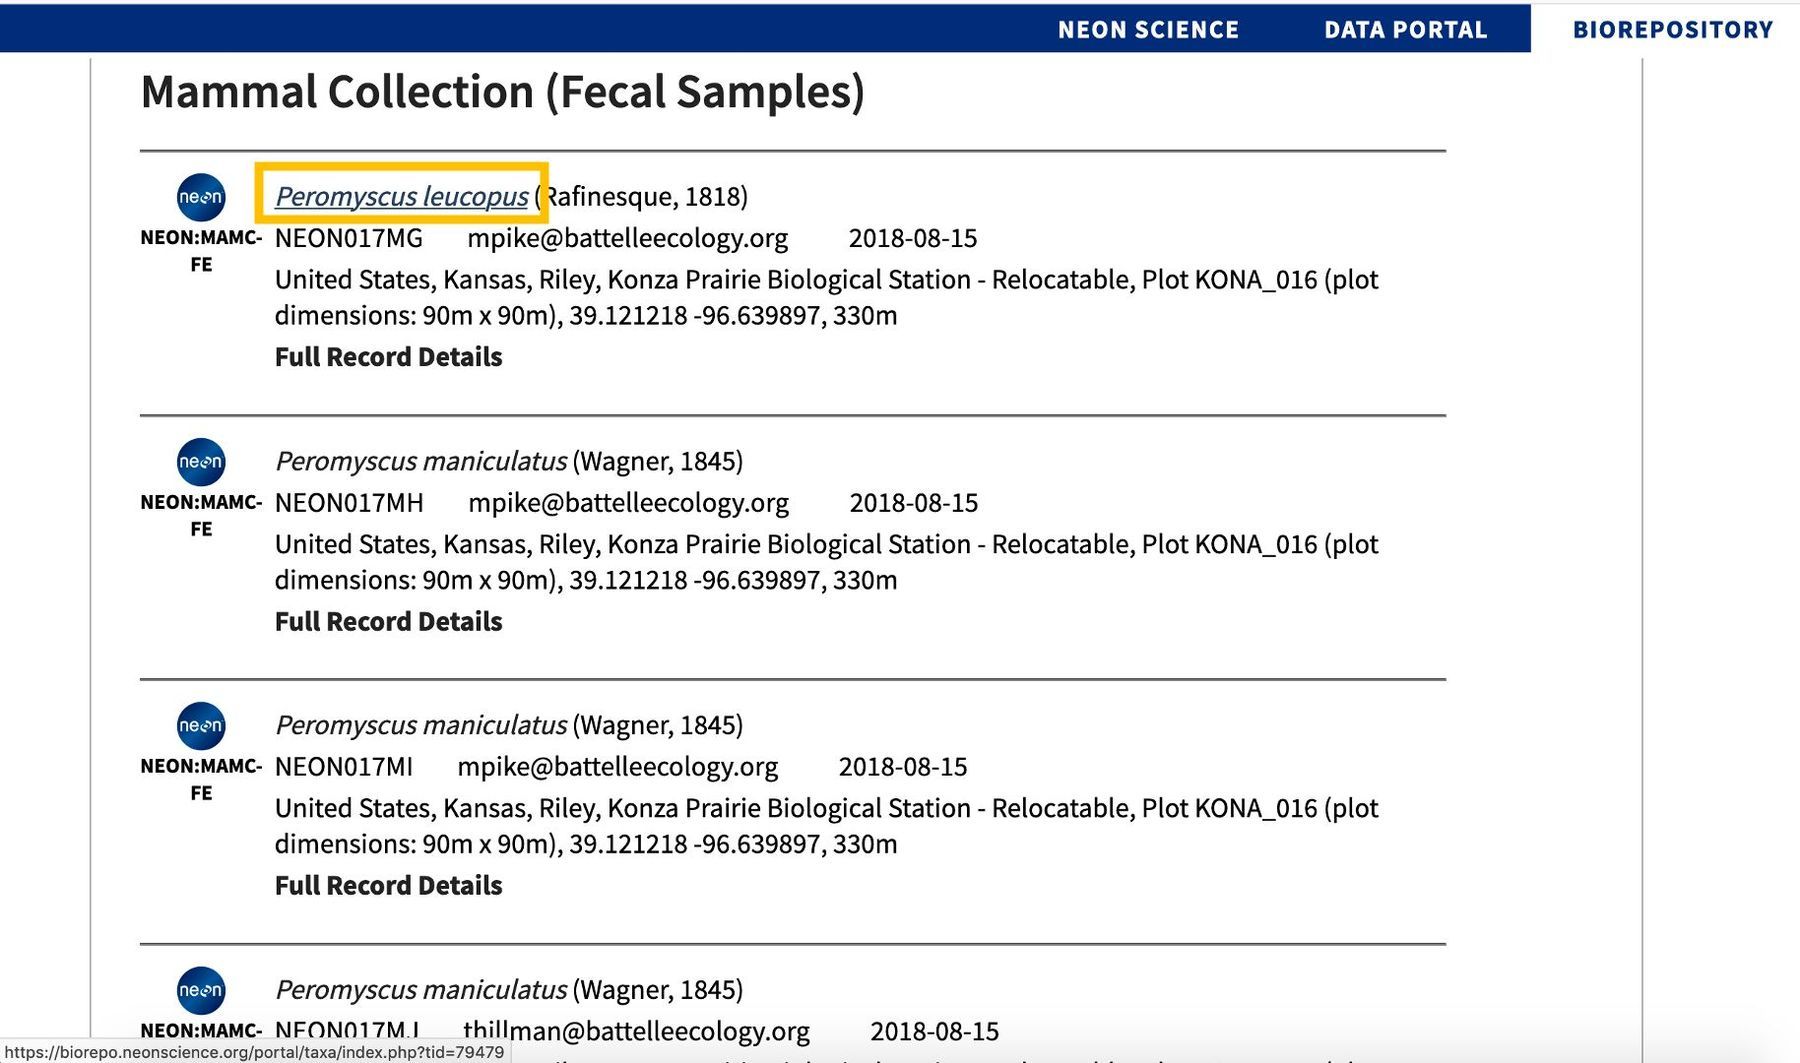 NEON SCIENCE DATA PORTAL BIOREPOSITORY
Mammal Collection (Fecal Samples)
neon
Peromyscus leucopus (Rafinesque, 1818)
NEON:MAMC-
FE
NEON017MG mpike@battelleecology.org 2018-08-15
United States, Kansas, Riley, Konza Prairie Biological Station - Relocatable, Plot KONA_016 (plot
dimensions: 90m x 90m), 39.121218 -96.639897, 330m
Full Record Details
neon
Peromyscus maniculatus (Wagner, 1845)
NEON:MAMC-
FE
NEON017MH mpike@battelleecology.org 2018-08-15
United States, Kansas, Riley, Konza Prairie Biological Station - Relocatable, Plot KONA_016 (plot
dimensions: 90m x 90m), 39.121218 -96.639897, 330m
Full Record Details
neon
Peromyscus maniculatus (Wagner, 1845)
NEON:MAMC-
FE
NEON017MI mpike@battelleecology.org 2018-08-15
United States, Kansas, Riley, Konza Prairie Biological Station - Relocatable, Plot KONA_016 (plot
dimensions: 90m x 90m), 39.121218 -96.639897, 330m
Full Record Details
neon
Peromyscus maniculatus (Wagner, 1845)
NEON:MAMC-
NEON017MJ thillman@battelleecology.org 2018-08-15
https://biorepo.neonscience.org/portal/taxa/index.php?tid=79479